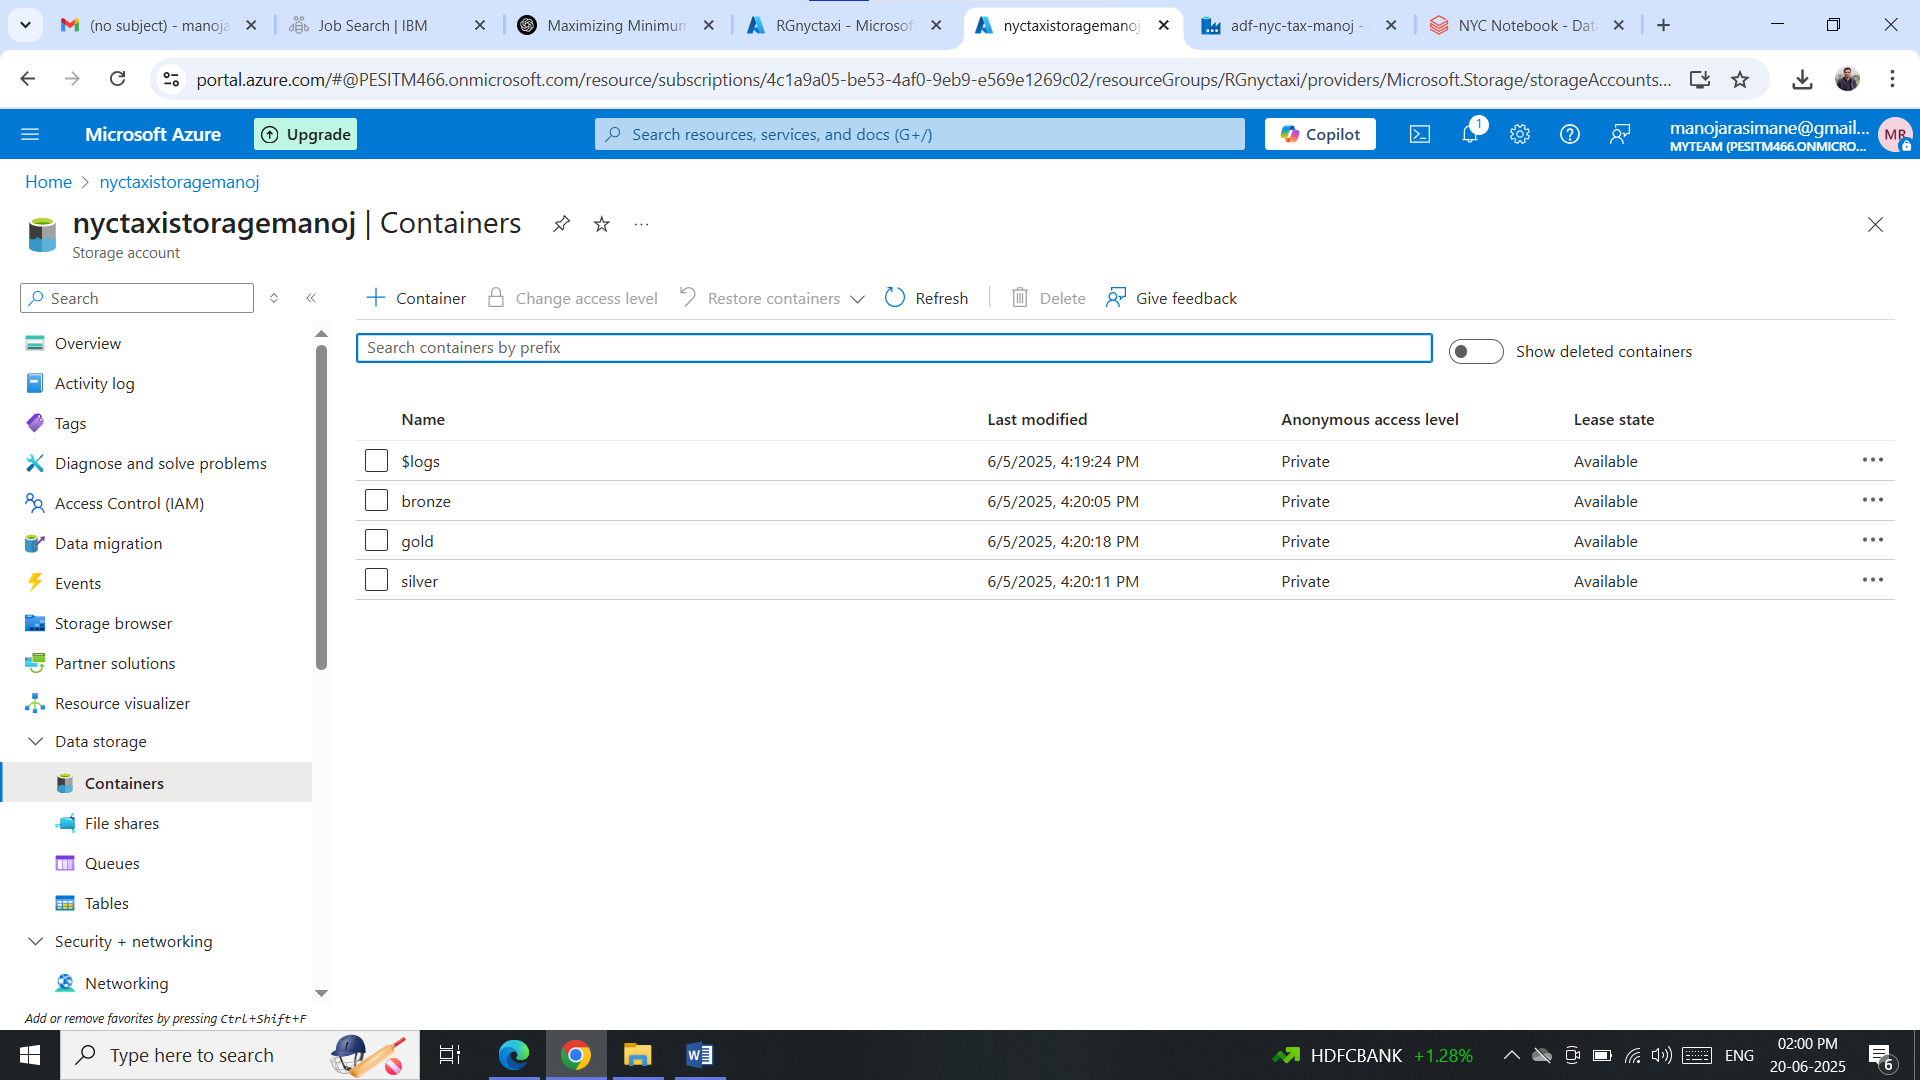 (no subject) - manoja
Job Search | IBM
Maximizing Minimum
RGnyctaxi - Microsof
nyctaxistoragemanoj
adf-nyc-tax-manoj -
NYC Notebook - Dat
portal.azure.com/#@PESITM466.onmicrosoft.com/resource/subscriptions/4c1a9a05-be53-4af0-9eb9-e569e1269c02/resourceGroups/RGnyctaxi/providers/Microsoft.Storage/storageAccounts...
Microsoft Azure
Upgrade
Search resources, services, and docs (G+/)
Copilot
1
manojarasimane@gmail...
MYTEAM (PESITM466.ONMICRO...
MR
Home > nyctaxistoragemanoj
nyctaxistoragemanoj | Containers
Storage account
Search
Container
Change access level
Restore containers
Refresh
Delete
Give feedback
Overview
Activity log
Tags
Diagnose and solve problems
Access Control (IAM)
Data migration
Events
Storage browser
Partner solutions
Resource visualizer
Data storage
Containers
File shares
Queues
Tables
Security + networking
Networking
Add or remove favorites by pressing Ctrl+Shift+F
Search containers by prefix
Show deleted containers
Name Last modified Anonymous access level Lease state
$logs 6/5/2025, 4:19:24 PM Private Available
bronze 6/5/2025, 4:20:05 PM Private Available
gold 6/5/2025, 4:20:18 PM Private Available
silver 6/5/2025, 4:20:11 PM Private Available
Type here to search
HDFCBANK +1.28%
ENG
02:00 PM
20-06-2025
6